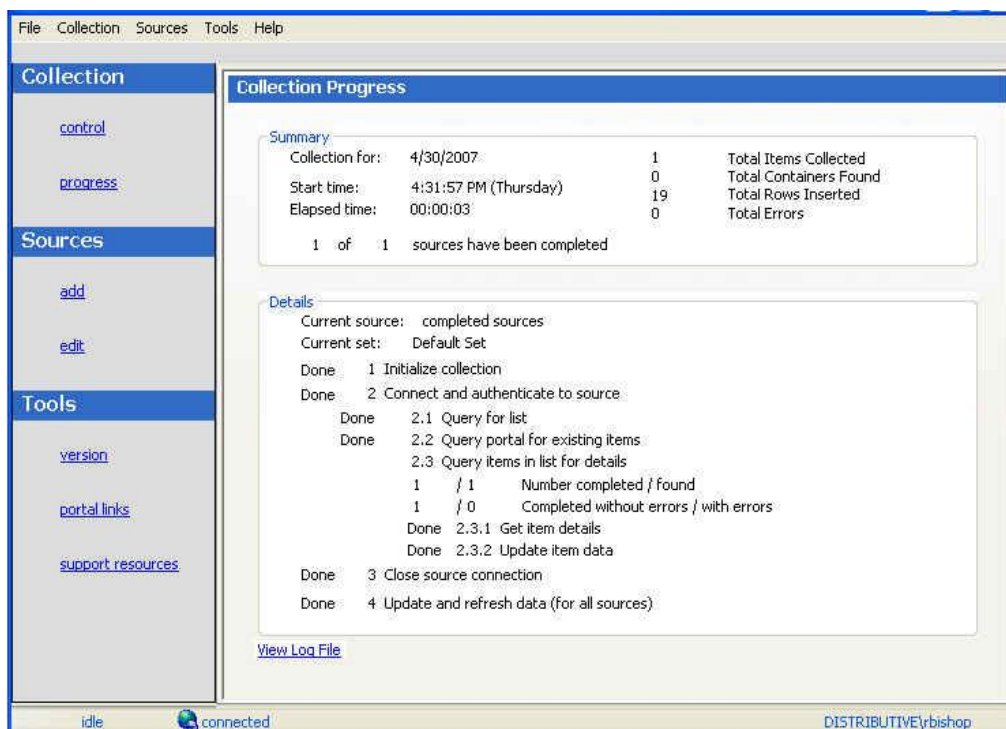 File Collection Sources Tools Help
Collection
control
progress
Sources
add
edit
Tools
version
portal links
support resources
Collection Progress
Summary
Collection for: 4/30/2007
Start time: 4:31:57 PM (Thursday)
Elapsed time: 00:00:03
1 of 1 sources have been completed
1 Total Items Collected
0 Total Containers Found
19 Total Rows Inserted
0 Total Errors
Details
Current source: completed sources
Current set: Default Set
Done 1 Initialize collection
Done 2 Connect and authenticate to source
Done 2.1 Query for list
Done 2.2 Query portal for existing items
2.3 Query items in list for details
1 / 1 Number completed / found
1 / 0 Completed without errors / with errors
Done 2.3.1 Get item details
Done 2.3.2 Update item data
Done 3 Close source connection
Done 4 Update and refresh data (for all sources)
View Log File
idle connected DISTRIBUTIVE\rbishop